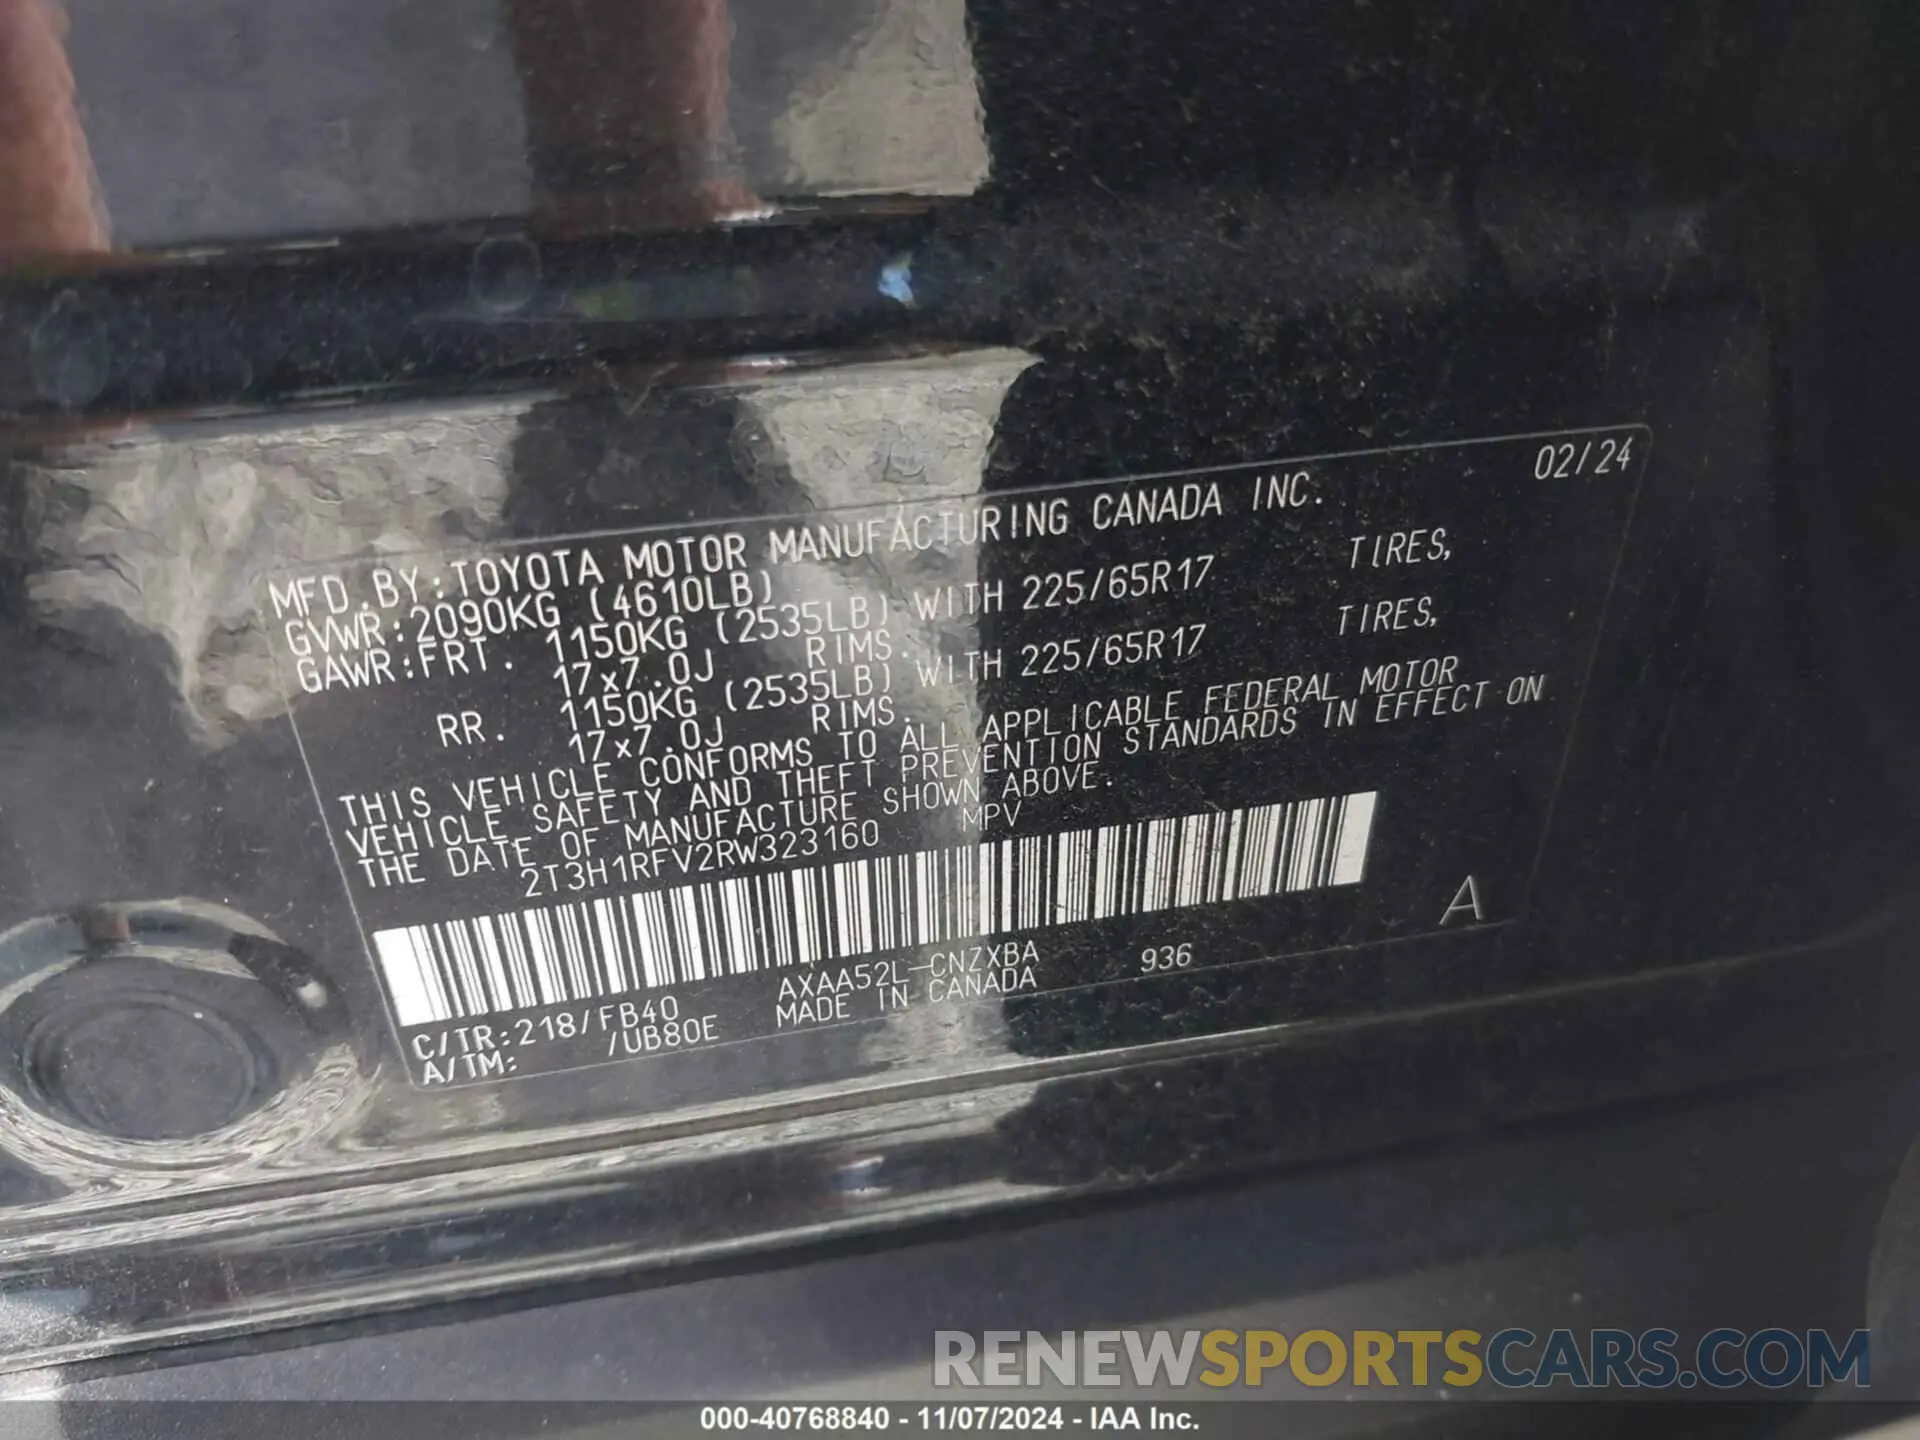 02/24
MFD.BY:TOYOTA MOTOR MANUFACTURING CANADA INC.
GVWR:2090KG (4610LB)
GAWR:FRT. 1150KG (2535LB) WITH 225/65R17 TIRES,
17x7.0J RIMS.
RR. 1150KG (2535LB) WITH 225/65R17 TIRES,
17x7.0J RIMS.
THIS VEHICLE CONFORMS TO ALL APPLICABLE FEDERAL MOTOR
VEHICLE SAFETY AND THEFT PREVENTION STANDARDS IN EFFECT ON
THE DATE OF MANUFACTURE SHOWN ABOVE.
2T3H1RFV2RW323160 MPV
A
C/TR:218/FB40 AXAA52L-CNZXBA 936
A/TM: /UB80E MADE IN CANADA
RENEWSPORTSCARS.COM
000-40768840 - 11/07/2024 - IAA Inc.